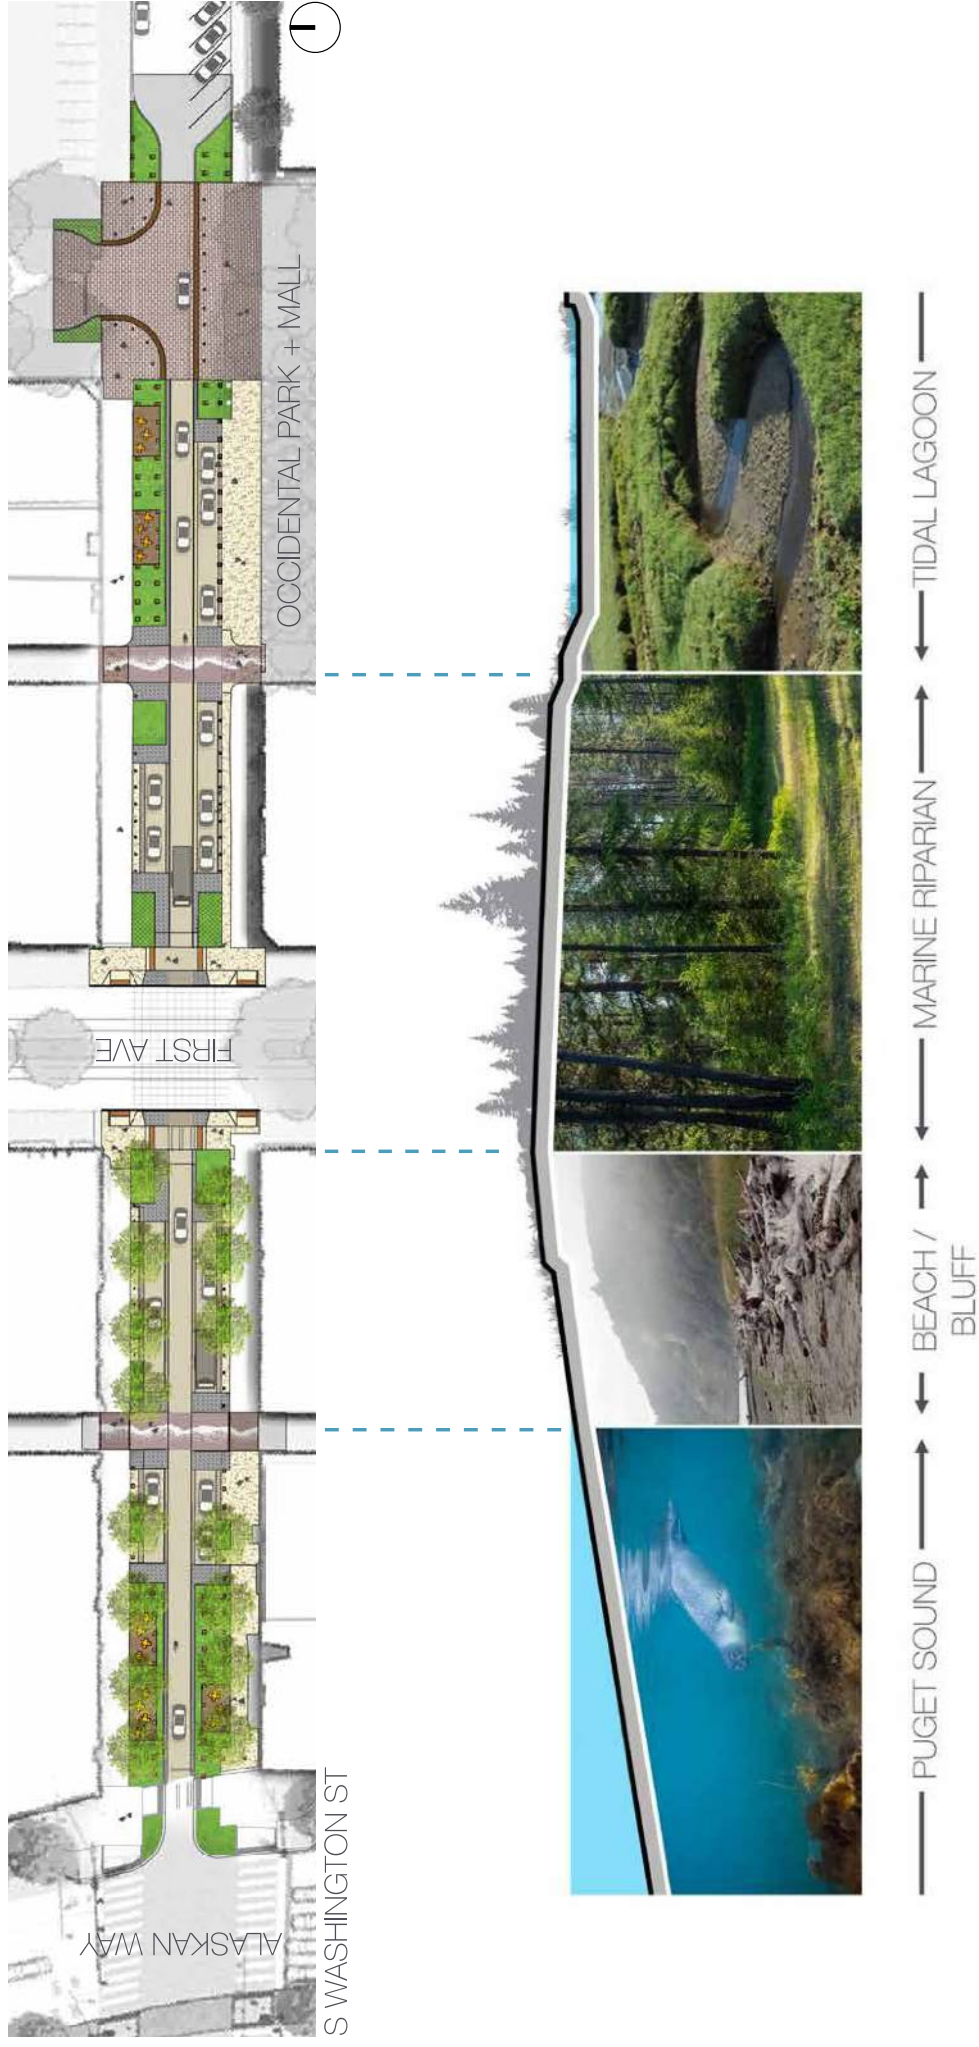 ALASKAN WAY
FIRST AVE
OCCIDENTAL PARK + MALL
S WASHINGTON ST
PUGET SOUND
BEACH /
BLUFF
MARINE RIPARIAN
TIDAL LAGOON